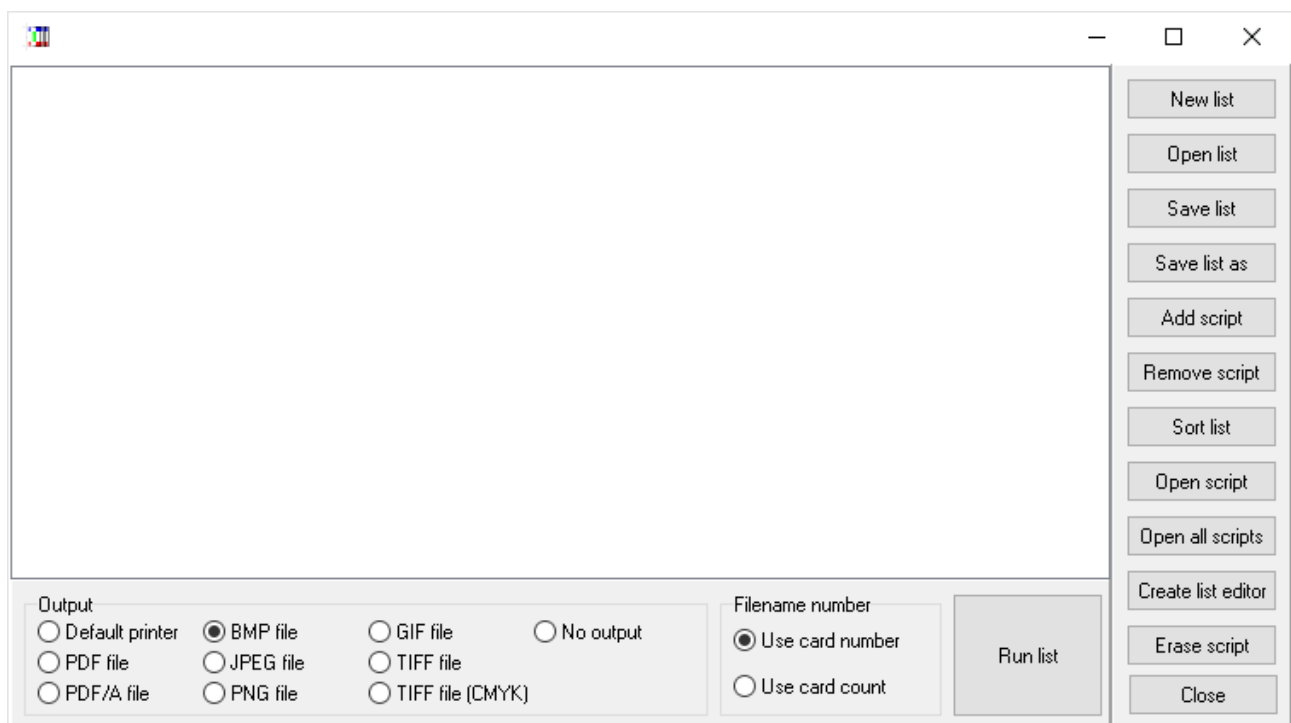 New list
Open list
Save list
Save list as
Add script
Remove script
Sort list
Open script
Open all scripts
Create list editor
Erase script
Close
Output
Default printer BMP file GIF file No output
PDF file JPEG file TIFF file
PDF/A file PNG file TIFF file (CMYK)
Filename number
Use card number
Use card count
Run list